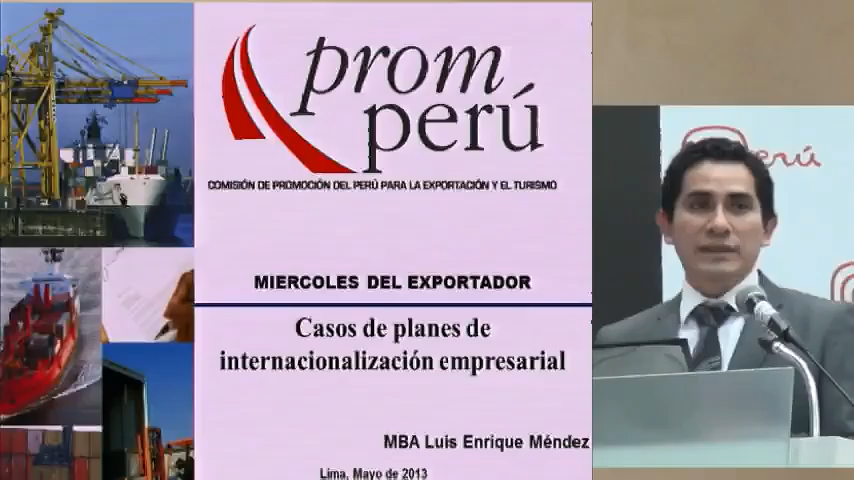 prom
perú
COMISIÓN DE PROMOCIÓN DEL PERÚ PARA LA EXPORTACIÓN Y EL TURISMO
MIERCOLES DEL EXPORTADOR
Casos de planes de
internacionalización empresarial
MBA Luis Enrique Méndez
Lima, Mayo de 2013